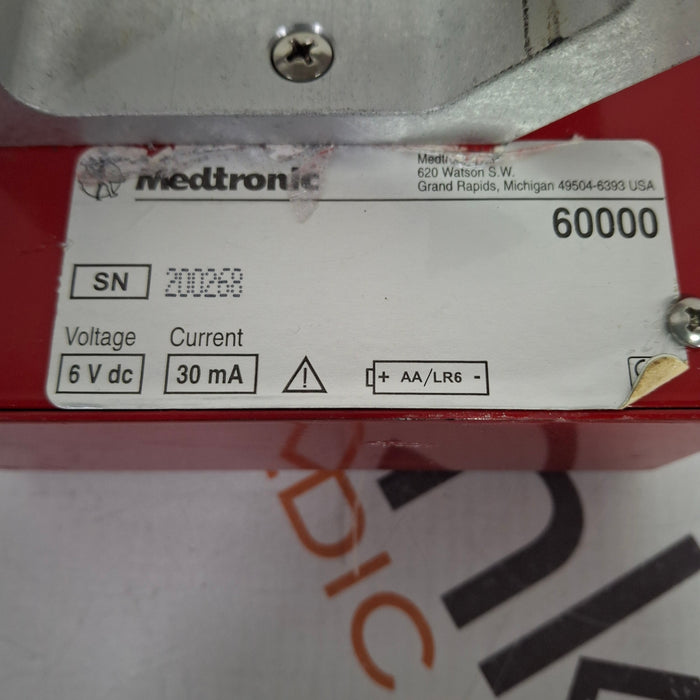 Medtronic
620 Watson S.W.
Grand Rapids, Michigan 49504-6393 USA
60000
SN 200268
Voltage Current
6 V dc 30 mA
+ AA/LR6 -
DIC